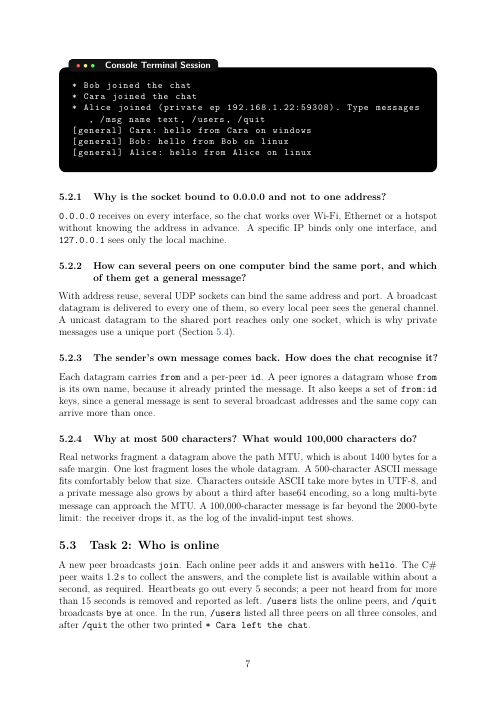 Console Terminal Session
* Bob joined the chat
* Cara joined the chat
* Alice joined (private ep 192.168.1.22:59308). Type messages
, /msg name text, /users, /quit
[general] Cara: hello from Cara on windows
[general] Bob: hello from Bob on linux
[general] Alice: hello from Alice on linux
5.2.1 Why is the socket bound to 0.0.0.0 and not to one address?
0.0.0.0 receives on every interface, so the chat works over Wi-Fi, Ethernet or a hotspot
without knowing the address in advance. A specific IP binds only one interface, and
127.0.0.1 sees only the local machine.
5.2.2 How can several peers on one computer bind the same port, and which
of them get a general message?
With address reuse, several UDP sockets can bind the same address and port. A broadcast
datagram is delivered to every one of them, so every local peer sees the general channel.
A unicast datagram to the shared port reaches only one socket, which is why private
messages use a unique port (Section 5.4).
5.2.3 The sender's own message comes back. How does the chat recognise it?
Each datagram carries from and a per-peer id. A peer ignores a datagram whose from
is its own name, because it already printed the message. It also keeps a set of from:id
keys, since a general message is sent to several broadcast addresses and the same copy can
arrive more than once.
5.2.4 Why at most 500 characters? What would 100,000 characters do?
Real networks fragment a datagram above the path MTU, which is about 1400 bytes for a
safe margin. One lost fragment loses the whole datagram. A 500-character ASCII message
fits comfortably below that size. Characters outside ASCII take more bytes in UTF-8, and
a private message also grows by about a third after base64 encoding, so a long multi-byte
message can approach the MTU. A 100,000-character message is far beyond the 2000-byte
limit: the receiver drops it, as the log of the invalid-input test shows.
5.3 Task 2: Who is online
A new peer broadcasts join. Each online peer adds it and answers with hello. The C#
peer waits 1.2 s to collect the answers, and the complete list is available within about a
second, as required. Heartbeats go out every 5 seconds; a peer not heard from for more
than 15 seconds is removed and reported as left. /users lists the online peers, and /quit
broadcasts bye at once. In the run, /users listed all three peers on all three consoles, and
after /quit the other two printed * Cara left the chat.
7